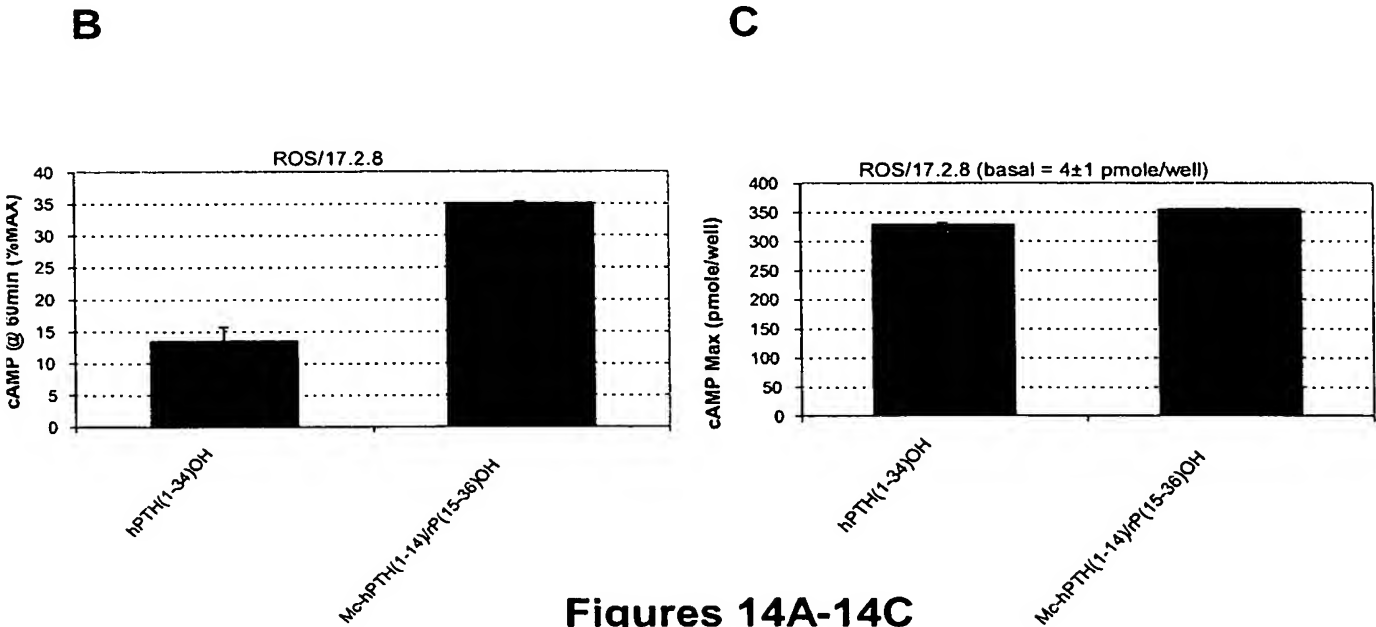 B
C
ROS/17.2.8
40
35
30
25
20
15
10
5
0
cAMP @ 60min (%MAX)
hPTH(1-34)OH
Mc-hPTH(1-14)/rP(15-36)OH
ROS/17.2.8 (basal = 4±1 pmole/well)
400
350
300
250
200
150
100
50
0
cAMP Max (pmole/well)
hPTH(1-34)OH
Mc-hPTH(1-14)/rP(15-36)OH
Figures 14A-14C